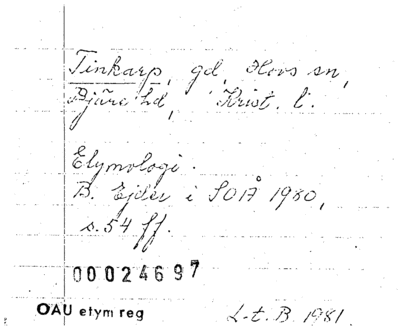 Tinkarp, gd, Hovs sn,
Bjäre hd, Krist. l.
Etymologi.
B. Ejder i SOÅ 1980,
s. 54 ff.
00024697
OAU etym reg
L-t. B. 1981.